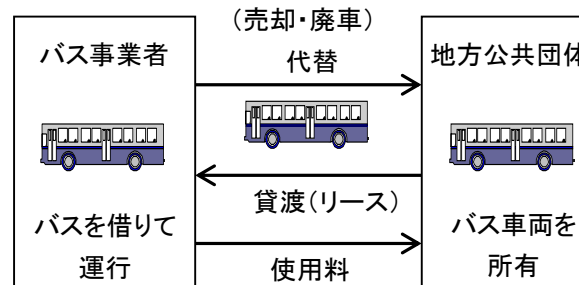 バス事業者
バスを借りて
運行
（売却・廃車）
代替
貸渡（リース）
使用料
地方公共団体
バス車両を
所有